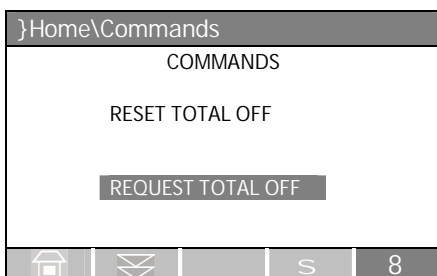 }Home\Commands
COMMANDS
RESET TOTAL OFF
REQUEST TOTAL OFF
S 8